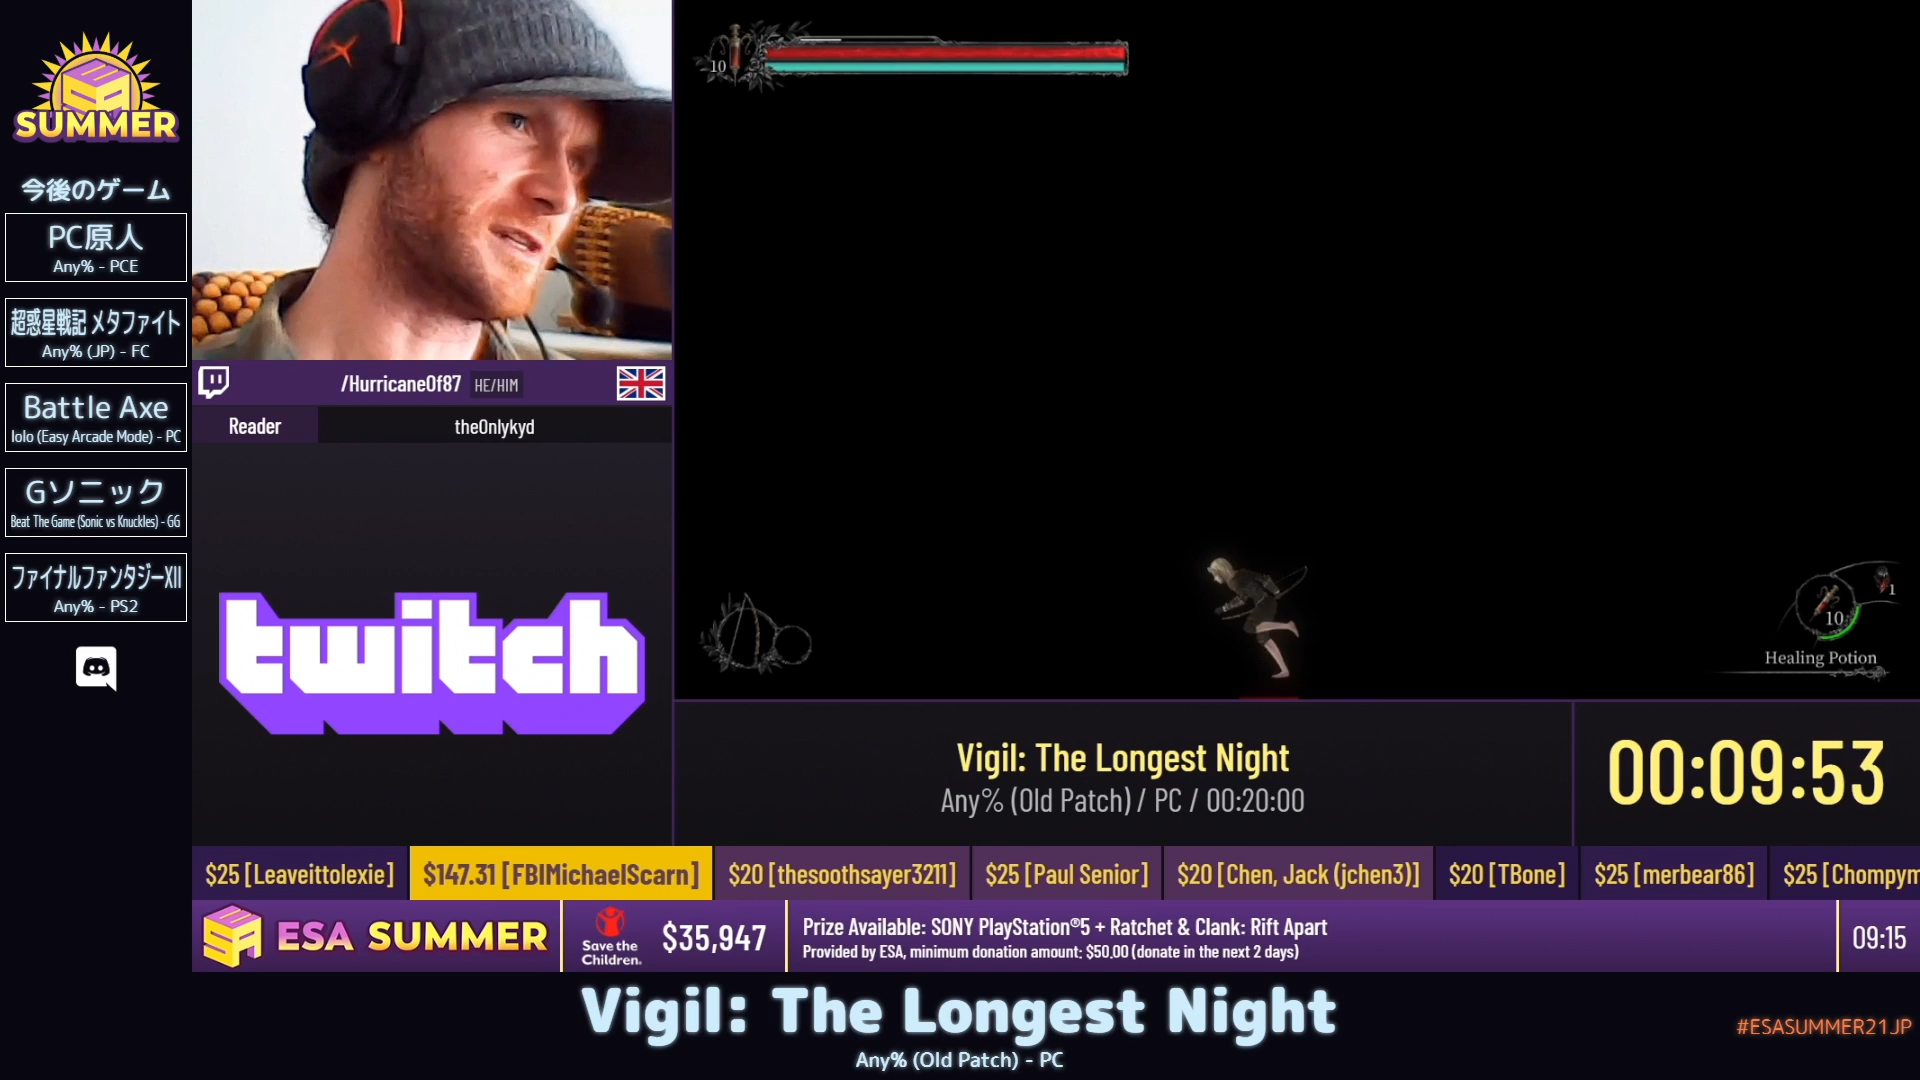 SUMMER
今後のゲーム
PC原人
Any% - PCE
超惑星戦記 メタファイト
Any% (JP) - FC
Battle Axe
lolo (Easy Arcade Mode) - PC
Gソニック
Beat The Game (Sonic vs Knuckles) - GG
ファイナルファンタジーXII
Any% - PS2
/HurricaneOf87 HE/HIM
Reader the0nlykyd
twitch
10
10
1
Healing Potion
Vigil: The Longest Night
Any% (Old Patch) / PC / 00:20:00
00:09:53
$25 [Leaveittolexie] $147.31 [FBIMichaelScarn] $20 [thesoothsayer3211] $25 [Paul Senior] $20 [Chen, Jack (jchen3)] $20 [TBone] $25 [merbear86] $25 [Chompym
ESA SUMMER
Save the
Children.
$35,947
Prize Available: SONY PlayStation®5 + Ratchet & Clank: Rift Apart
Provided by ESA, minimum donation amount: $50.00 (donate in the next 2 days)
09:15
Vigil: The Longest Night
Any% (Old Patch) - PC
#ESASUMMER21JP